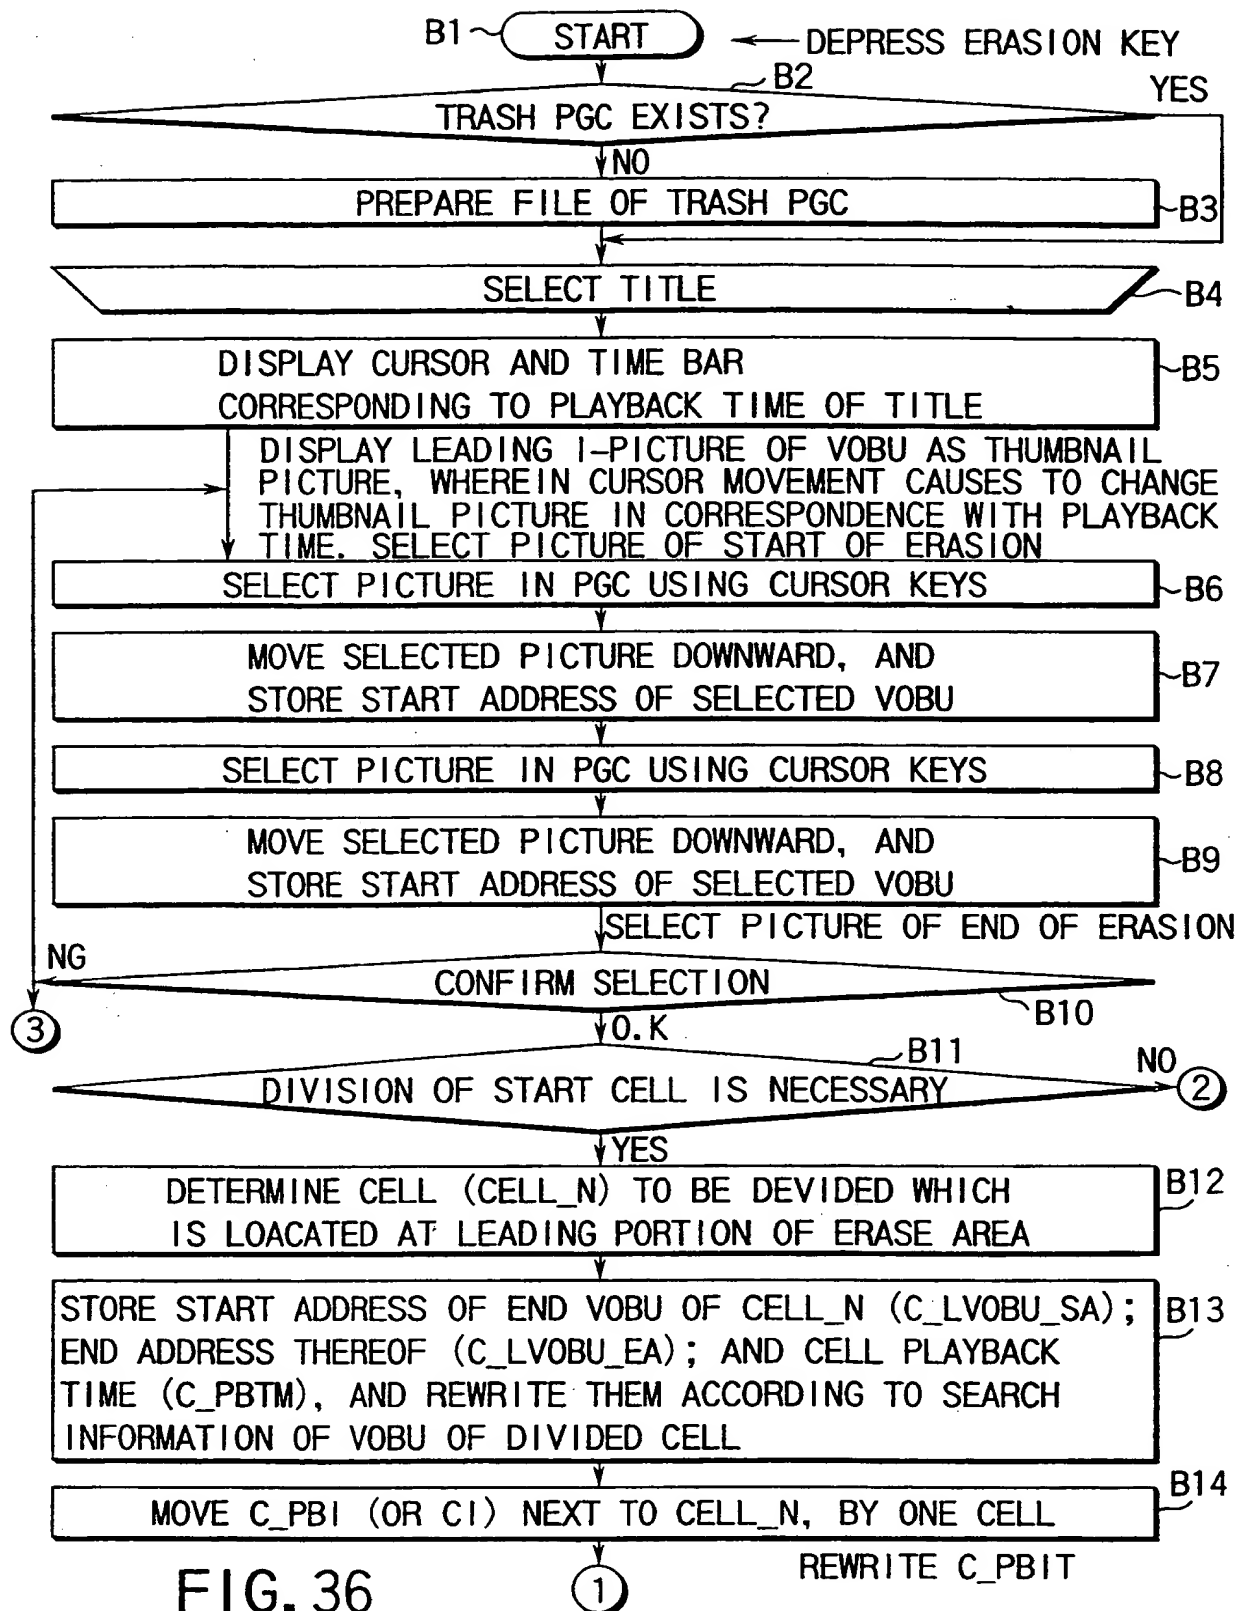 B1 START DEPRESS ERASION KEY
B2
YES
TRASH PGC EXISTS?
NO
PREPARE FILE OF TRASH PGC
B3
SELECT TITLE
B4
DISPLAY CURSOR AND TIME BAR
CORRESPONDING TO PLAYBACK TIME OF TITLE
B5
DISPLAY LEADING I-PICTURE OF VOBU AS THUMBNAIL
PICTURE, WHEREIN CURSOR MOVEMENT CAUSES TO CHANGE
THUMBNAIL PICTURE IN CORRESPONDENCE WITH PLAYBACK
TIME. SELECT PICTURE OF START OF ERASION
SELECT PICTURE IN PGC USING CURSOR KEYS
B6
MOVE SELECTED PICTURE DOWNWARD, AND
STORE START ADDRESS OF SELECTED VOBU
B7
SELECT PICTURE IN PGC USING CURSOR KEYS
B8
MOVE SELECTED PICTURE DOWNWARD, AND
STORE START ADDRESS OF SELECTED VOBU
B9
SELECT PICTURE OF END OF ERASION
NG
CONFIRM SELECTION
B10
3
O.K
B11
NO
DIVISION OF START CELL IS NECESSARY
2
YES
DETERMINE CELL (CELL_N) TO BE DEVIDED WHICH
IS LOACATED AT LEADING PORTION OF ERASE AREA
B12
STORE START ADDRESS OF END VOBU OF CELL_N (C_LVOBU_SA);
END ADDRESS THEREOF (C_LVOBU_EA); AND CELL PLAYBACK
TIME (C_PBTM), AND REWRITE THEM ACCORDING TO SEARCH
INFORMATION OF VOBU OF DIVIDED CELL
B13
MOVE C_PBI (OR CI) NEXT TO CELL_N, BY ONE CELL
B14
REWRITE C_PBIT
1
FIG. 36